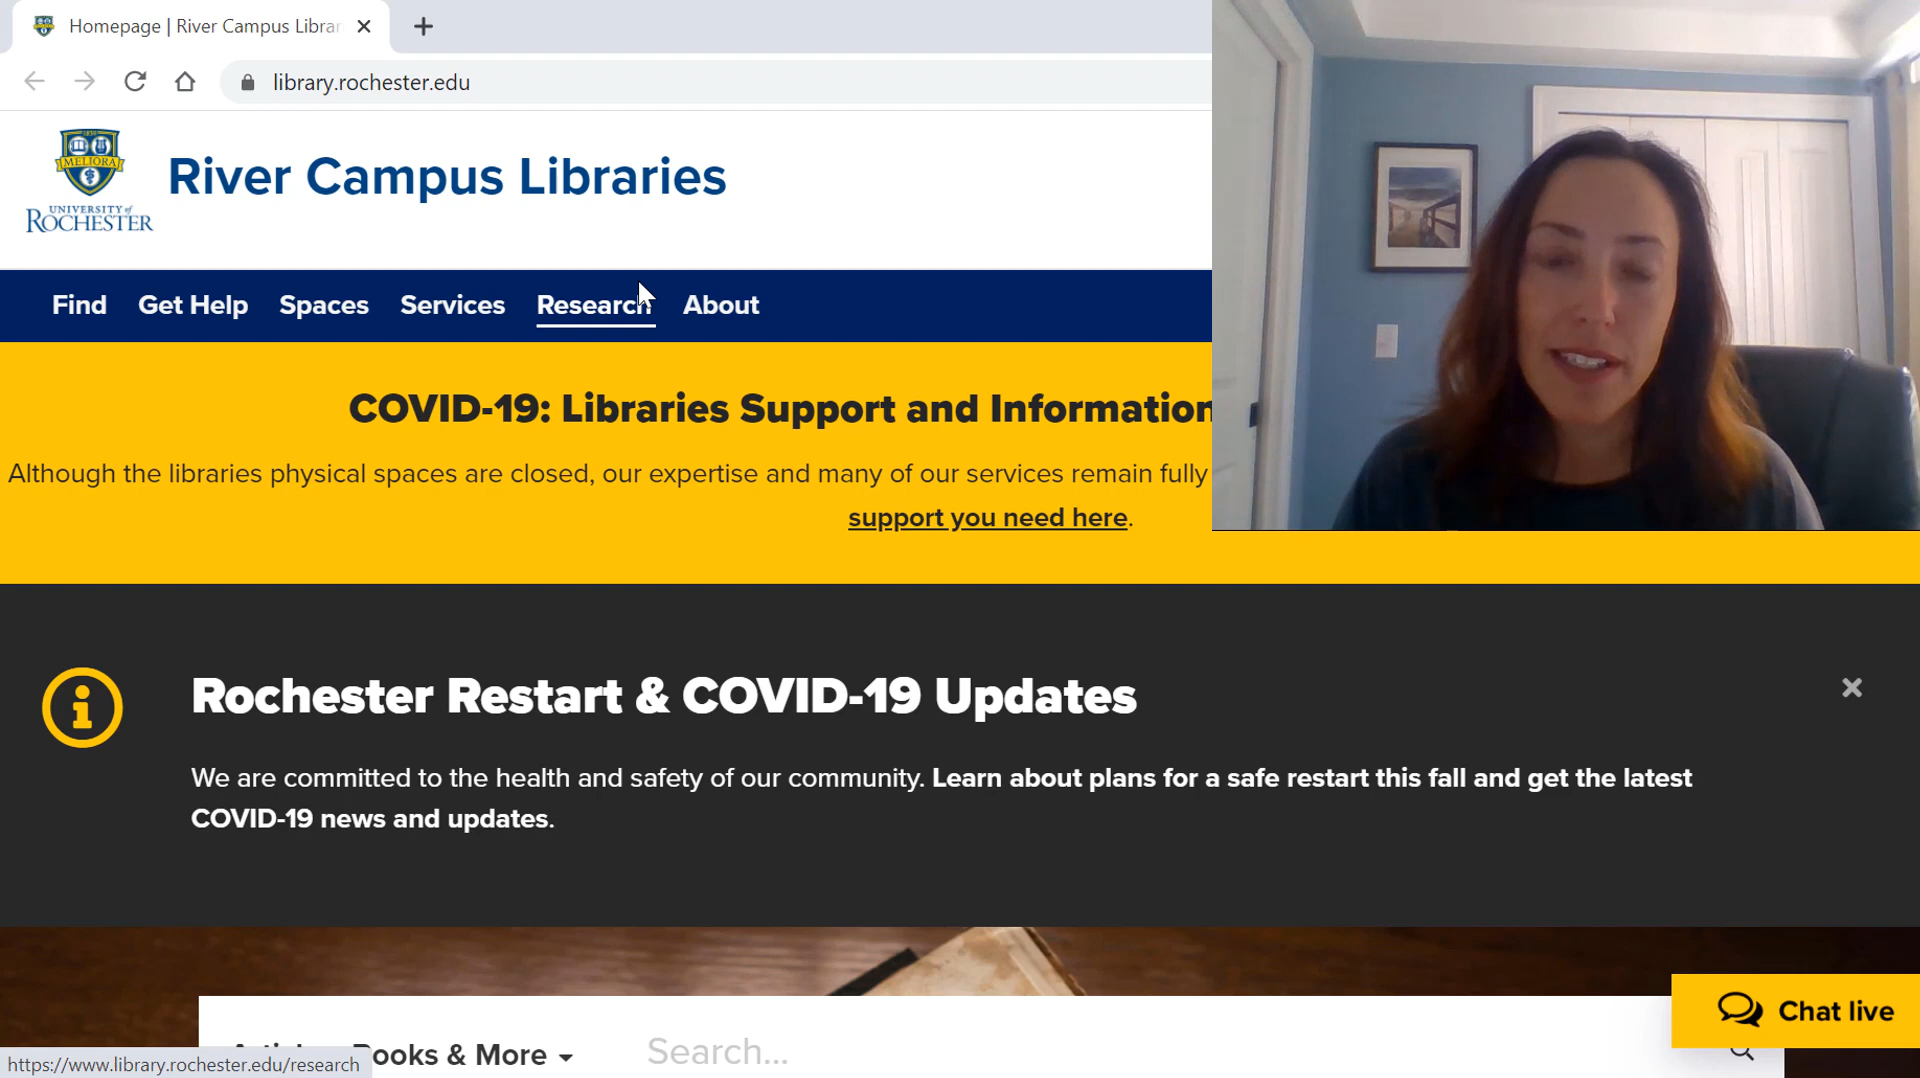 Homepage | River Campus Librar
library.rochester.edu
MELIORA
UNIVERSITY of
ROCHESTER
River Campus Libraries
Find Get Help Spaces Services Research About
COVID-19: Libraries Support and Information
Although the libraries physical spaces are closed, our expertise and many of our services remain fully
support you need here.
Rochester Restart & COVID-19 Updates
We are committed to the health and safety of our community. Learn about plans for a safe restart this fall and get the latest
COVID-19 news and updates.
Chat live
Books & More Search...
https://www.library.rochester.edu/research